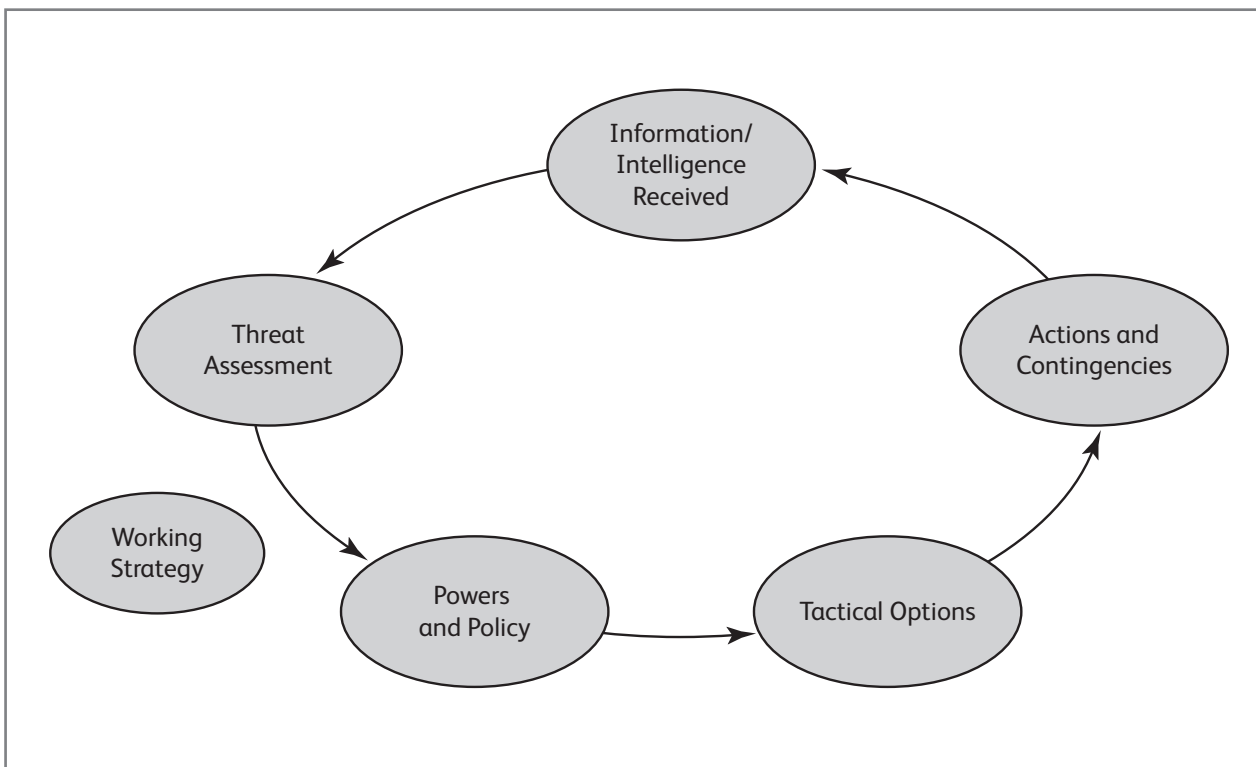 Information/
Intelligence
Received
Threat
Assessment
Actions and
Contingencies
Working
Strategy
Powers
and Policy
Tactical Options